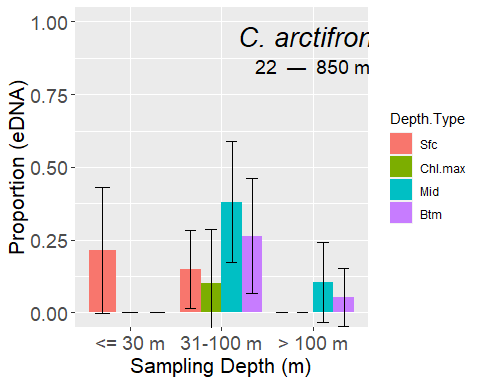 1.00
C. arctifron
22 — 850 m
0.75
Proportion (eDNA)
0.50
0.25
0.00
<= 30 m 31-100 m > 100 m
Sampling Depth (m)
Depth.Type
Sfc
Chl.max
Mid
Btm